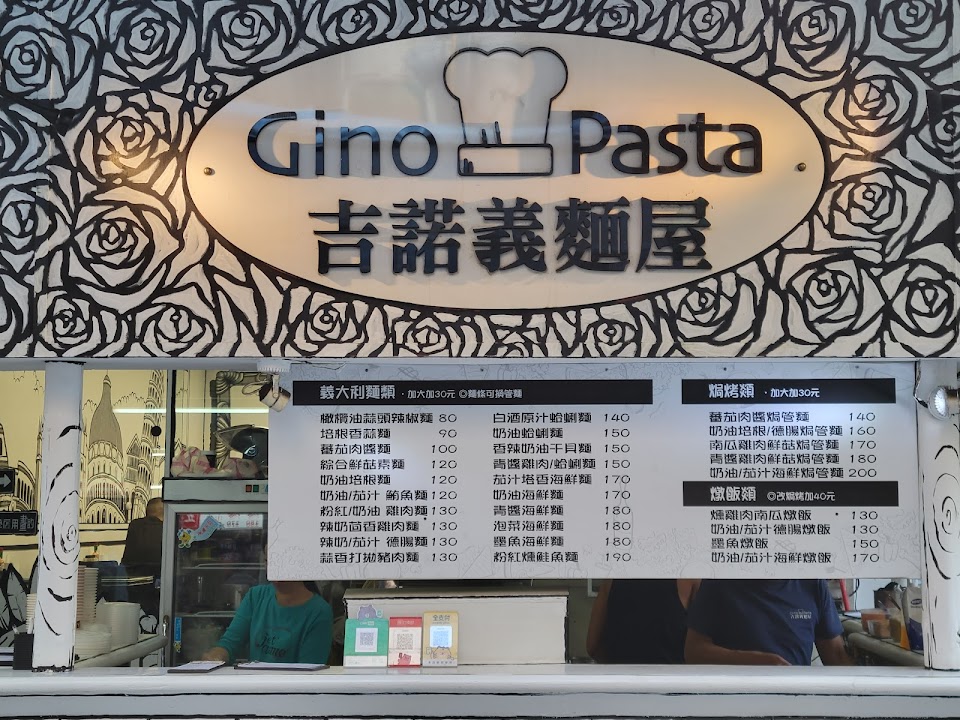 Gino Pasta
吉諾義麵屋
義大利麵類 ·加大加30元 ◎麵條可換管麵
橄欖油蒜頭辣椒麵 80
培根香蒜麵 90
蕃茄肉醬麵 100
綜合鮮菇素麵 120
奶油培根麵 120
奶油/茄汁 鮪魚麵 120
粉紅/奶油 雞肉麵 130
辣奶茴香雞肉麵 130
辣奶/茄汁 德腸麵 130
蒜香打拋豬肉麵 130
白酒原汁蛤蜊麵 140
奶油蛤蜊麵 150
香辣奶油干貝麵 150
青醬雞肉/蛤蜊麵 150
茄汁塔香海鮮麵 170
奶油海鮮麵 170
青醬海鮮麵 180
泡菜海鮮麵 180
墨魚海鮮麵 180
粉紅燻鮭魚麵 190
焗烤類 ·加大加30元
蕃茄肉醬焗管麵 140
奶油培根/德腸焗管麵 160
南瓜雞肉鮮菇焗管麵 170
青醬雞肉鮮菇焗管麵 180
奶油/茄汁海鮮焗管麵 200
燉飯類 ◎改焗烤加40元
燻雞肉南瓜燉飯 130
奶油/茄汁德腸燉飯 130
墨魚燉飯 150
奶油/茄汁海鮮燉飯 170